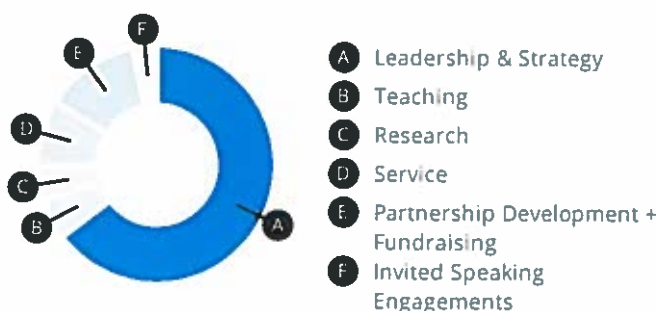 F
E
D
C
B
A
A Leadership & Strategy
B Teaching
C Research
D Service
E Partnership Development +
Fundraising
F Invited Speaking
Engagements